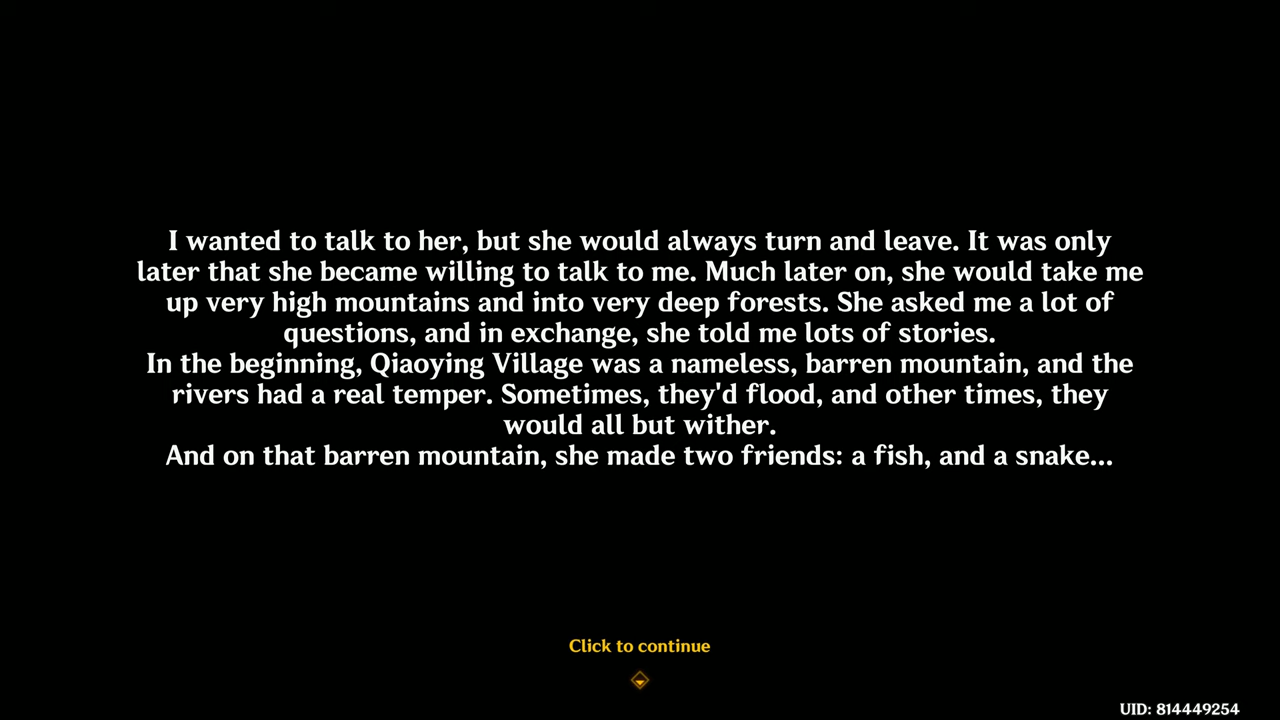 I wanted to talk to her, but she would always turn and leave. It was only
later that she became willing to talk to me. Much later on, she would take me
up very high mountains and into very deep forests. She asked me a lot of
questions, and in exchange, she told me lots of stories.
In the beginning, Qiaoying Village was a nameless, barren mountain, and the
rivers had a real temper. Sometimes, they'd flood, and other times, they
would all but wither.
And on that barren mountain, she made two friends: a fish, and a snake...
Click to continue
UID: 814449254